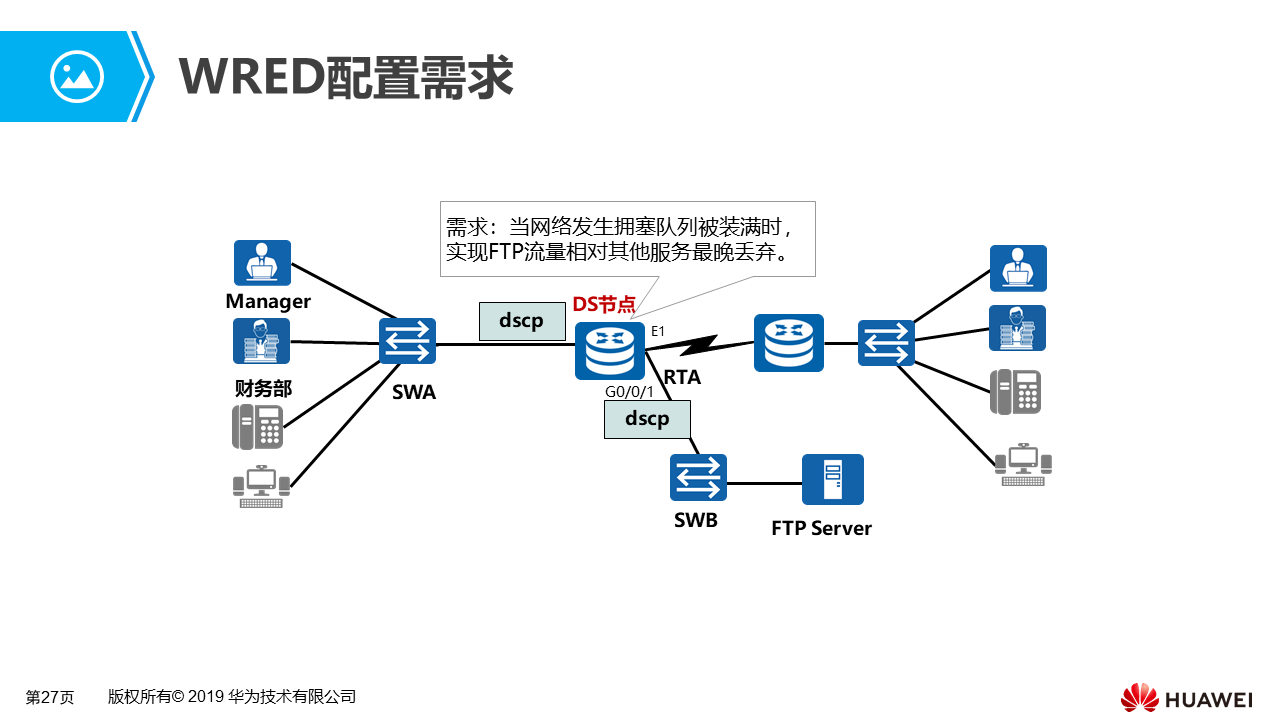 WRED配置需求
需求：当网络发生拥塞队列被装满时，
实现FTP流量相对其他服务最晚丢弃。
Manager
DS节点
dscp
E1
财务部
SWA
RTA
G0/0/1
dscp
SWB
FTP Server
第27页
版权所有© 2019 华为技术有限公司
HUAWEI